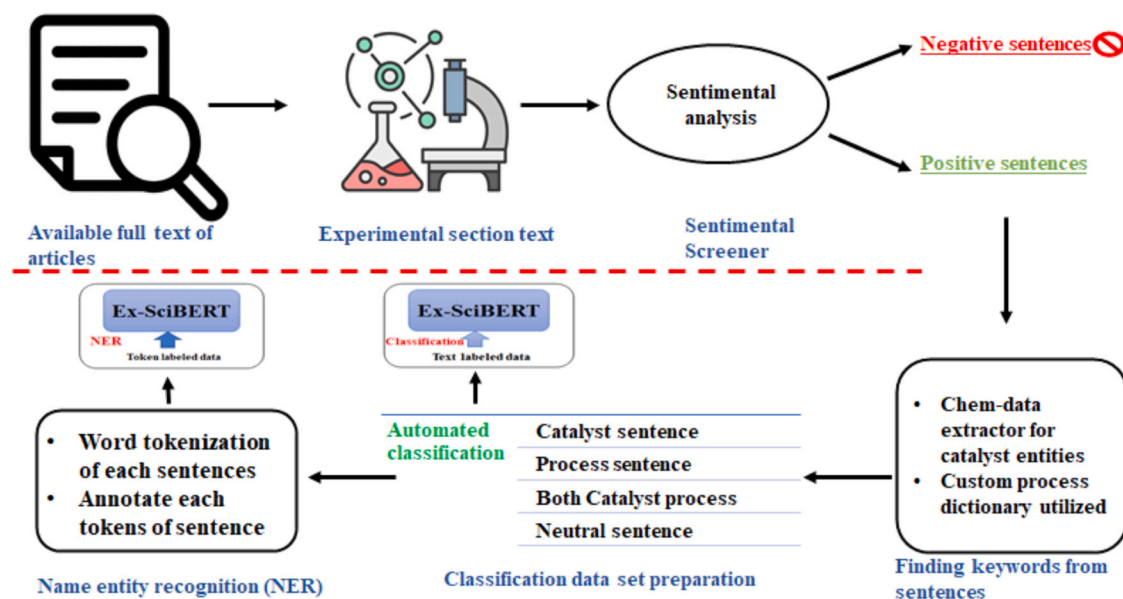 Available full text of
articles
Experimental section text
Sentimental
analysis
Sentimental
Screener
Negative sentences
Positive sentences
Ex-SciBERT
NER
Token labeled data
Ex-SciBERT
Classification
Text labeled data
• Word tokenization
of each sentences
• Annotate each
tokens of sentence
Name entity recognition (NER)
Automated
classification
Catalyst sentence
Process sentence
Both Catalyst process
Neutral sentence
Classification data set preparation
• Chem-data
extractor for
catalyst entities
• Custom process
dictionary utilized
Finding keywords from
sentences